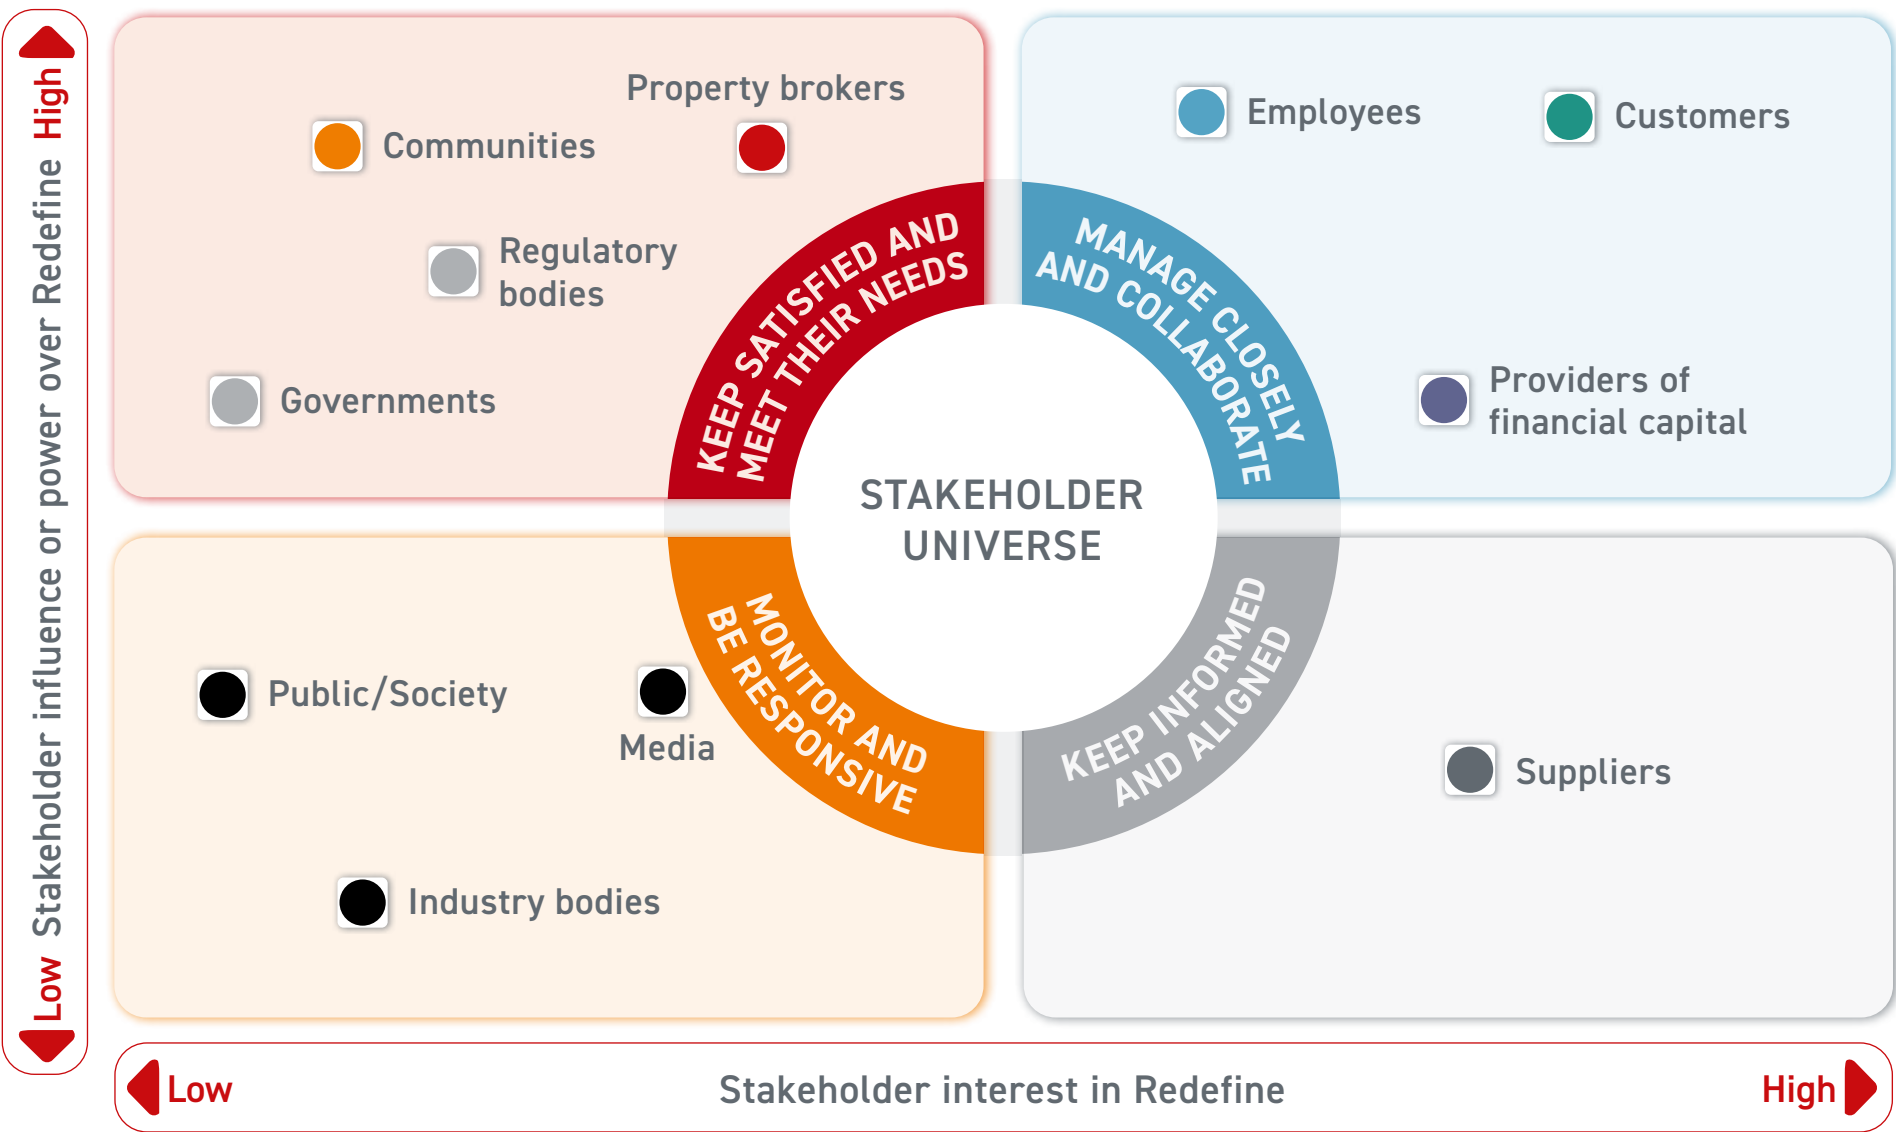 High
Stakeholder influence or power over Redefine
Low
Property brokers
Communities
Regulatory
bodies
Governments
KEEP SATISFIED AND
MEET THEIR NEEDS
Employees
Customers
Providers of
financial capital
MANAGE CLOSELY
AND COLLABORATE
STAKEHOLDER
UNIVERSE
Public/Society
Media
Industry bodies
MONITOR AND
BE RESPONSIVE
KEEP INFORMED
AND ALIGNED
Suppliers
Low
Stakeholder interest in Redefine
High